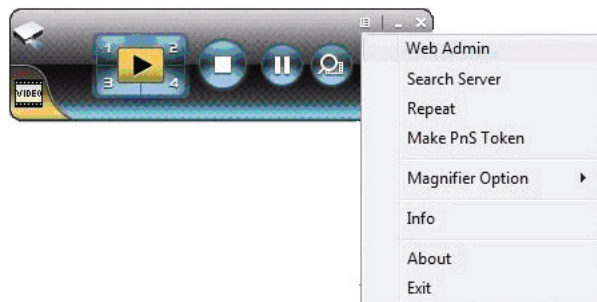 1 2
3 4
VIDEO
Web Admin
Search Server
Repeat
Make PnS Token
Magnifier Option
Info
About
Exit